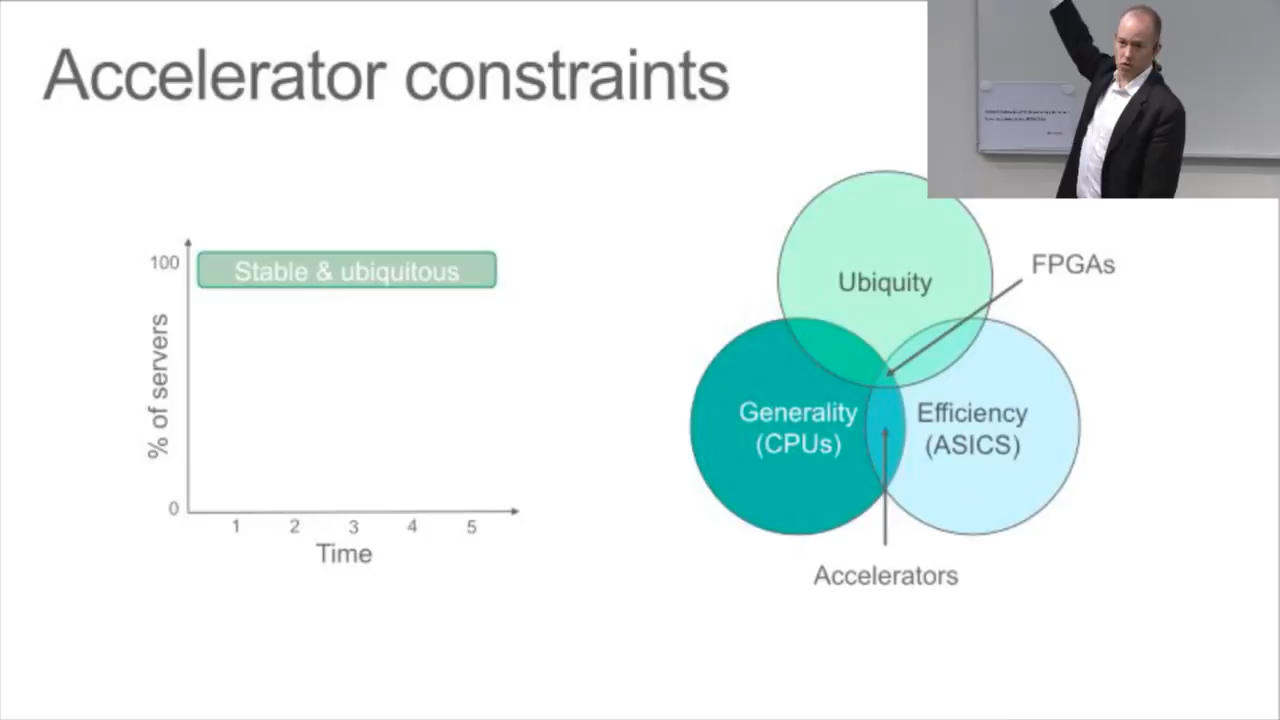 Accelerator constraints
100
Stable & ubiquitous
% of servers
0
1 2 3 4 5
Time
Ubiquity
FPGAs
Generality
(CPUs)
Efficiency
(ASICS)
Accelerators